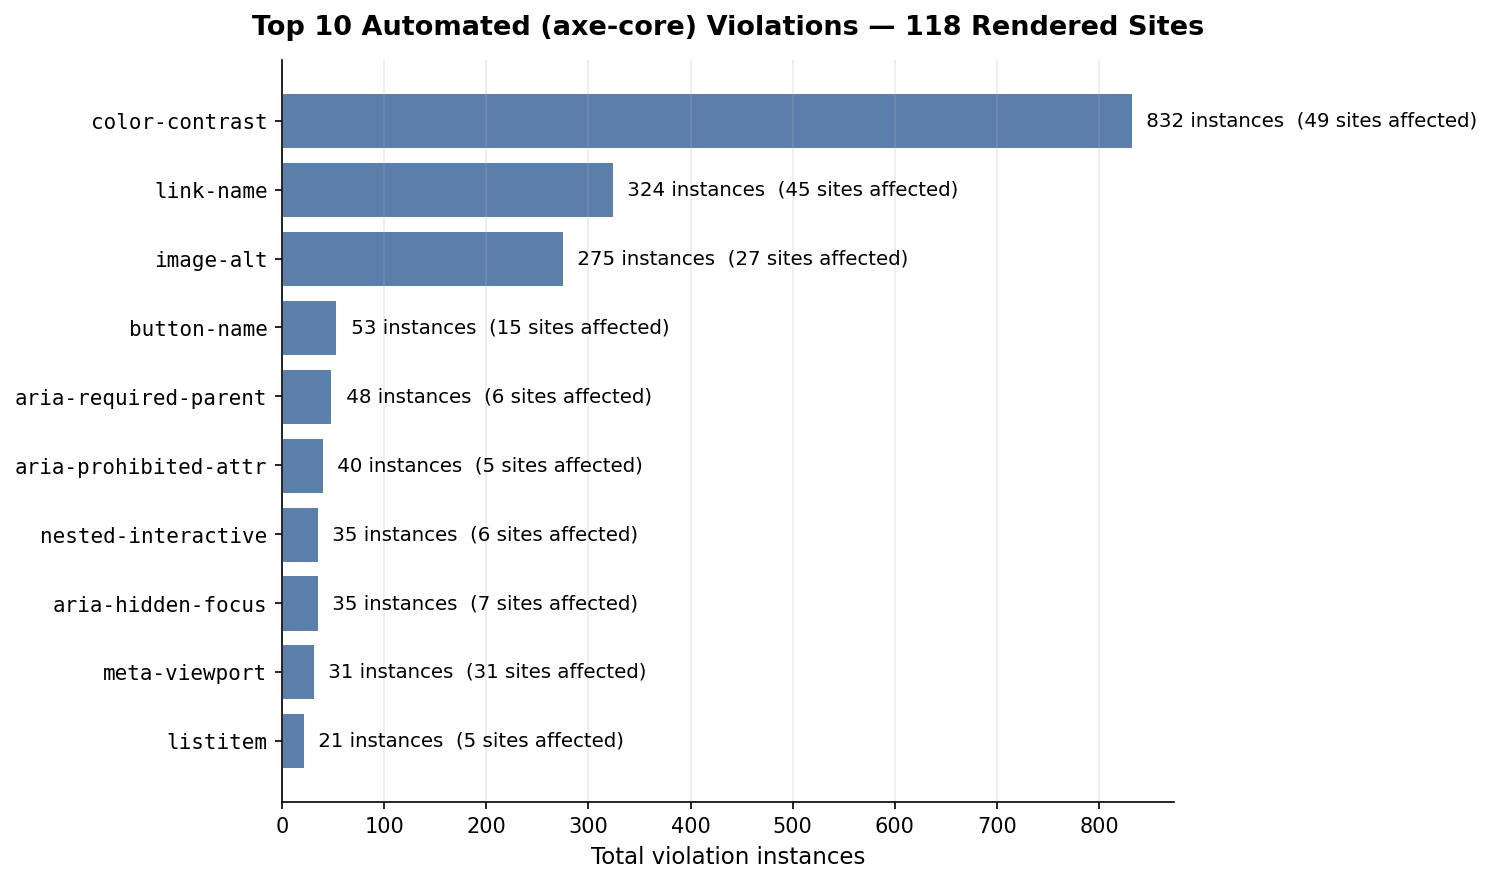 Top 10 Automated (axe-core) Violations — 118 Rendered Sites
color-contrast 832 instances (49 sites affected)
link-name 324 instances (45 sites affected)
image-alt 275 instances (27 sites affected)
button-name 53 instances (15 sites affected)
aria-required-parent 48 instances (6 sites affected)
aria-prohibited-attr 40 instances (5 sites affected)
nested-interactive 35 instances (6 sites affected)
aria-hidden-focus 35 instances (7 sites affected)
meta-viewport 31 instances (31 sites affected)
listitem 21 instances (5 sites affected)
0 100 200 300 400 500 600 700 800
Total violation instances